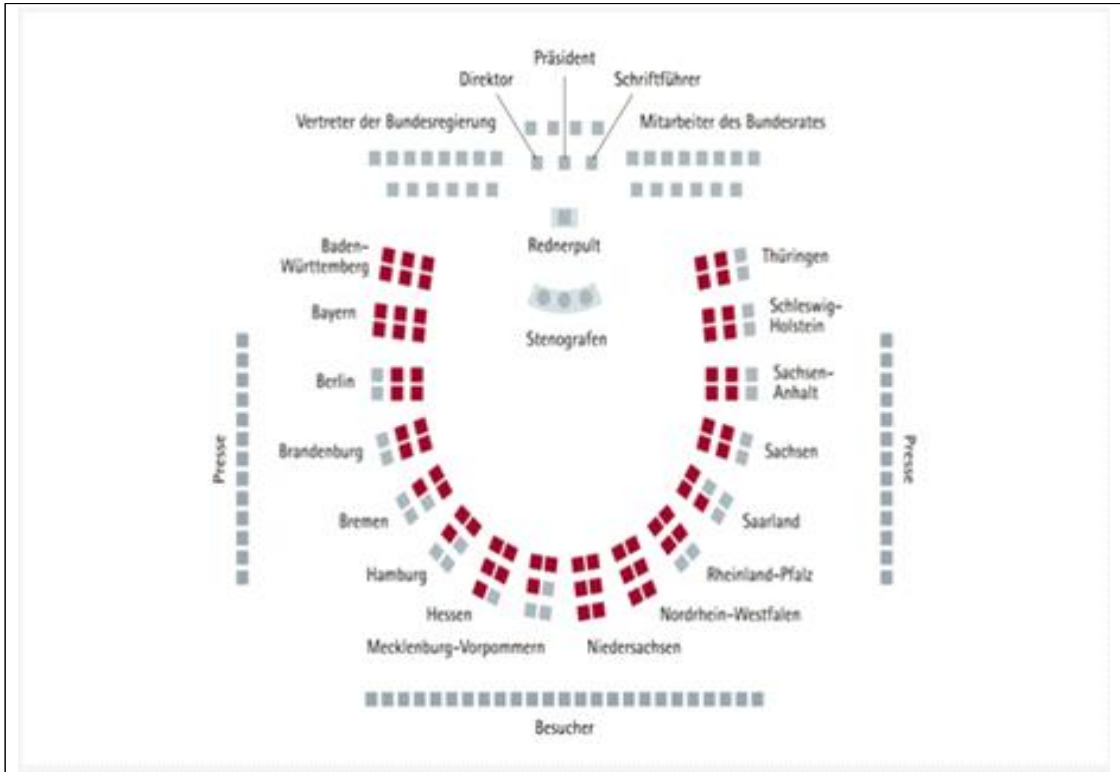 Präsident
Direktor
Schriftführer
Vertreter der Bundesregierung
Mitarbeiter des Bundesrates
Rednerpult
Stenografen
Baden-
Württemberg
Bayern
Berlin
Brandenburg
Bremen
Hamburg
Hessen
Mecklenburg-Vorpommern
Niedersachsen
Nordrhein-Westfalen
Rheinland-Pfalz
Saarland
Sachsen
Sachsen-
Anhalt
Schleswig-
Holstein
Thüringen
Presse
Presse
Besucher